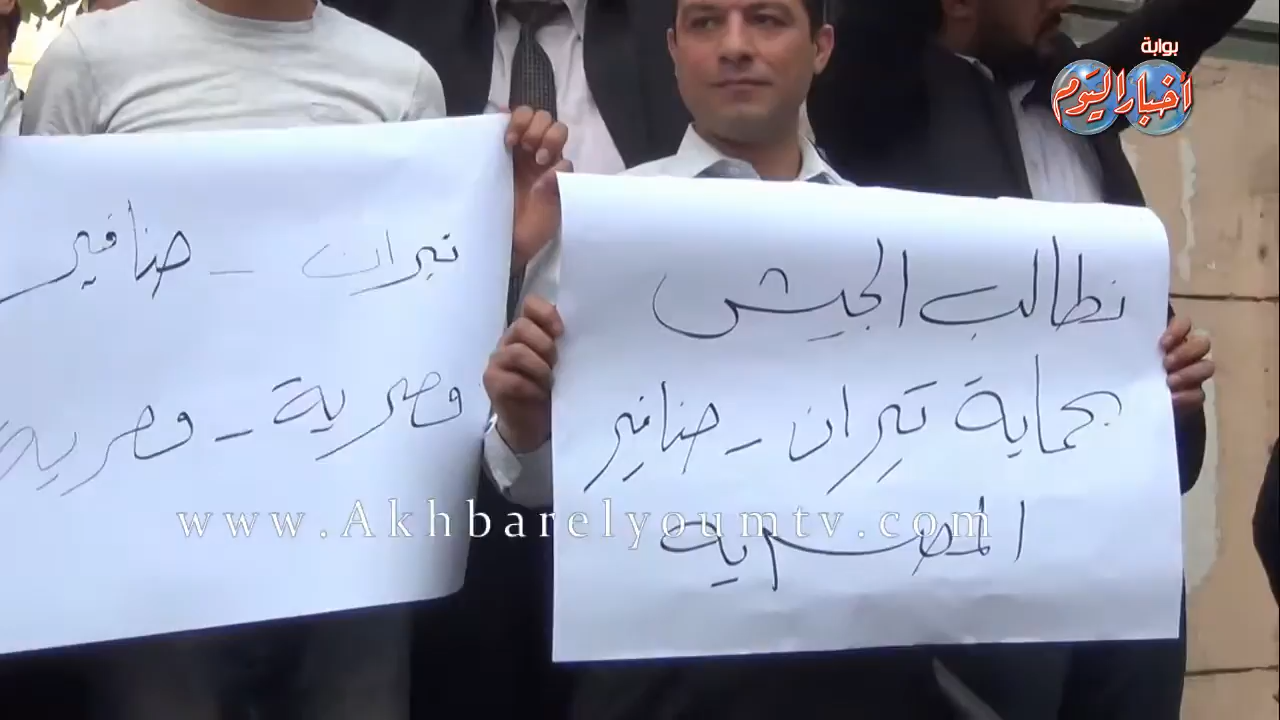 بوابة
أخبار اليوم
نطالب الجيش
بحماية تيران - صنافير
المصرية
تيران - صنافير
مصرية - مصرية
www.Akhbarelyoumtv.com